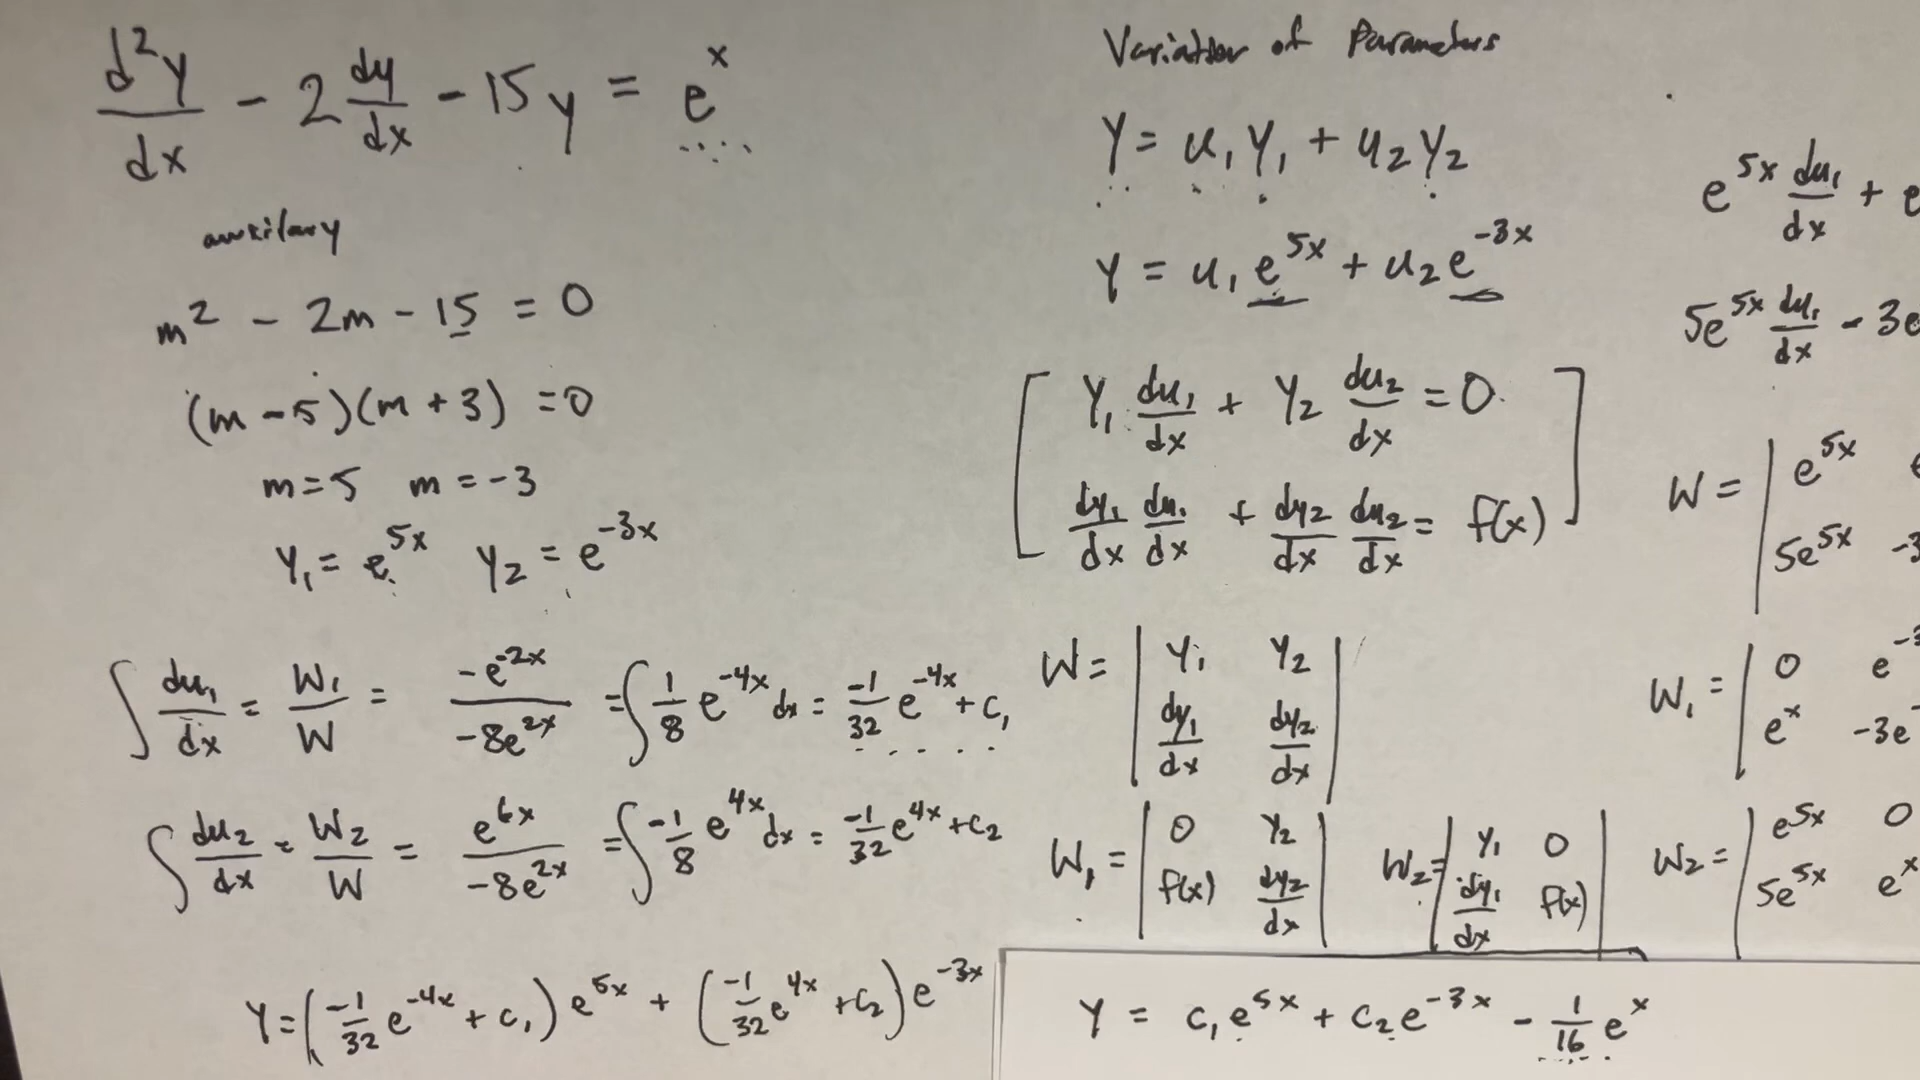 d²y/dx - 2 dy/dx - 15y = e^x
auxilary
m² - 2m - 15 = 0
(m - 5)(m + 3) = 0
m = 5 m = -3
y₁ = e^5x y₂ = e^-3x
∫ du₁/dx = W₁/W = -e^-2x/-8e^2x = ∫ 1/8 e^-4x dx = -1/32 e^-4x + c₁
∫ du₂/dx = W₂/W = e^6x/-8e^2x = ∫ -1/8 e^4x dx = -1/32 e^4x + c₂
y = (-1/32 e^-4x + c₁) e^5x + (-1/32 e^4x + c₂) e^-3x
Variation of Parameters
y = u₁y₁ + u₂y₂
y = u₁e^5x + u₂e^-3x
[ y₁ du₁/dx + y₂ du₂/dx = 0
dy₁/dx du₁/dx + dy₂/dx du₂/dx = f(x) ]
W = | y₁ y₂
dy₁/dx dy₂/dx |
W₁ = | 0 y₂
f(x) dy₂/dx |
W₂ = | y₁ 0
dy₁/dx f(x) |
y = c₁e^5x + c₂e^-3x - 1/16 e^x
e^5x du₁/dx + e
5e^5x du₁/dx - 3e
W = | e^5x
5e^5x -3
W₁ = | 0 e^-3
e^x -3e^-
W₂ = | e^5x 0
5e^5x e^x